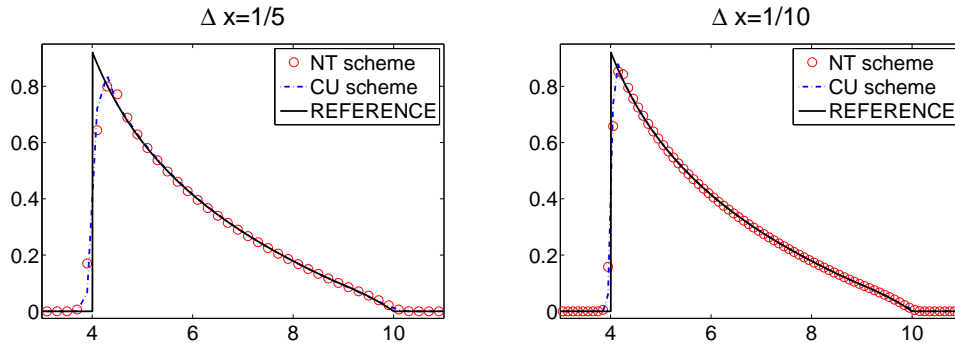 Δ x=1/5
NT scheme
CU scheme
REFERENCE
0.8
0.6
0.4
0.2
0
4 6 8 10
Δ x=1/10
NT scheme
CU scheme
REFERENCE
0.8
0.6
0.4
0.2
0
4 6 8 10